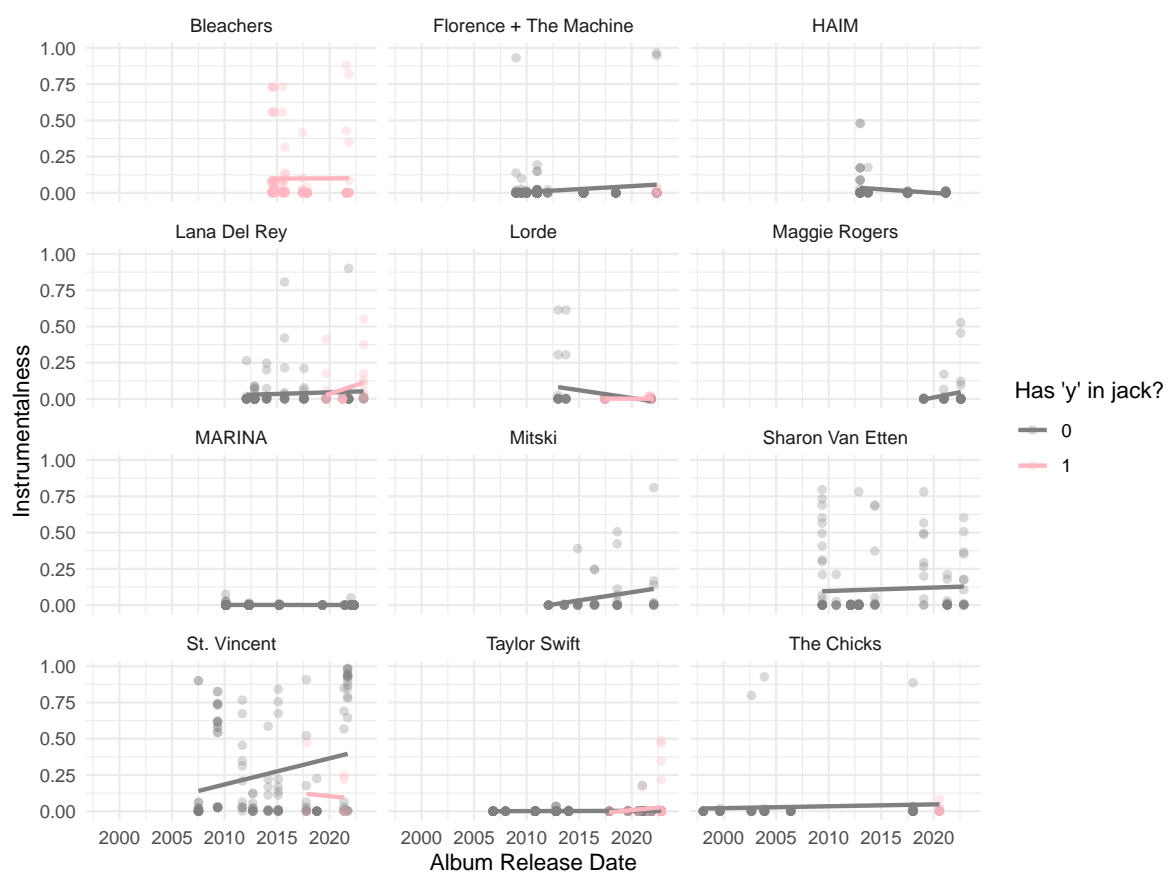 Bleachers Florence + The Machine HAIM
1.00
0.75
0.50
0.25
0.00
Lana Del Rey Lorde Maggie Rogers
1.00
0.75
0.50
0.25
0.00
MARINA Mitski Sharon Van Etten
1.00
0.75
0.50
0.25
0.00
St. Vincent Taylor Swift The Chicks
1.00
0.75
0.50
0.25
0.00
2000 2005 2010 2015 2020 2000 2005 2010 2015 2020 2000 2005 2010 2015 2020
Album Release Date
Instrumentalness
Has 'y' in jack?
0
1